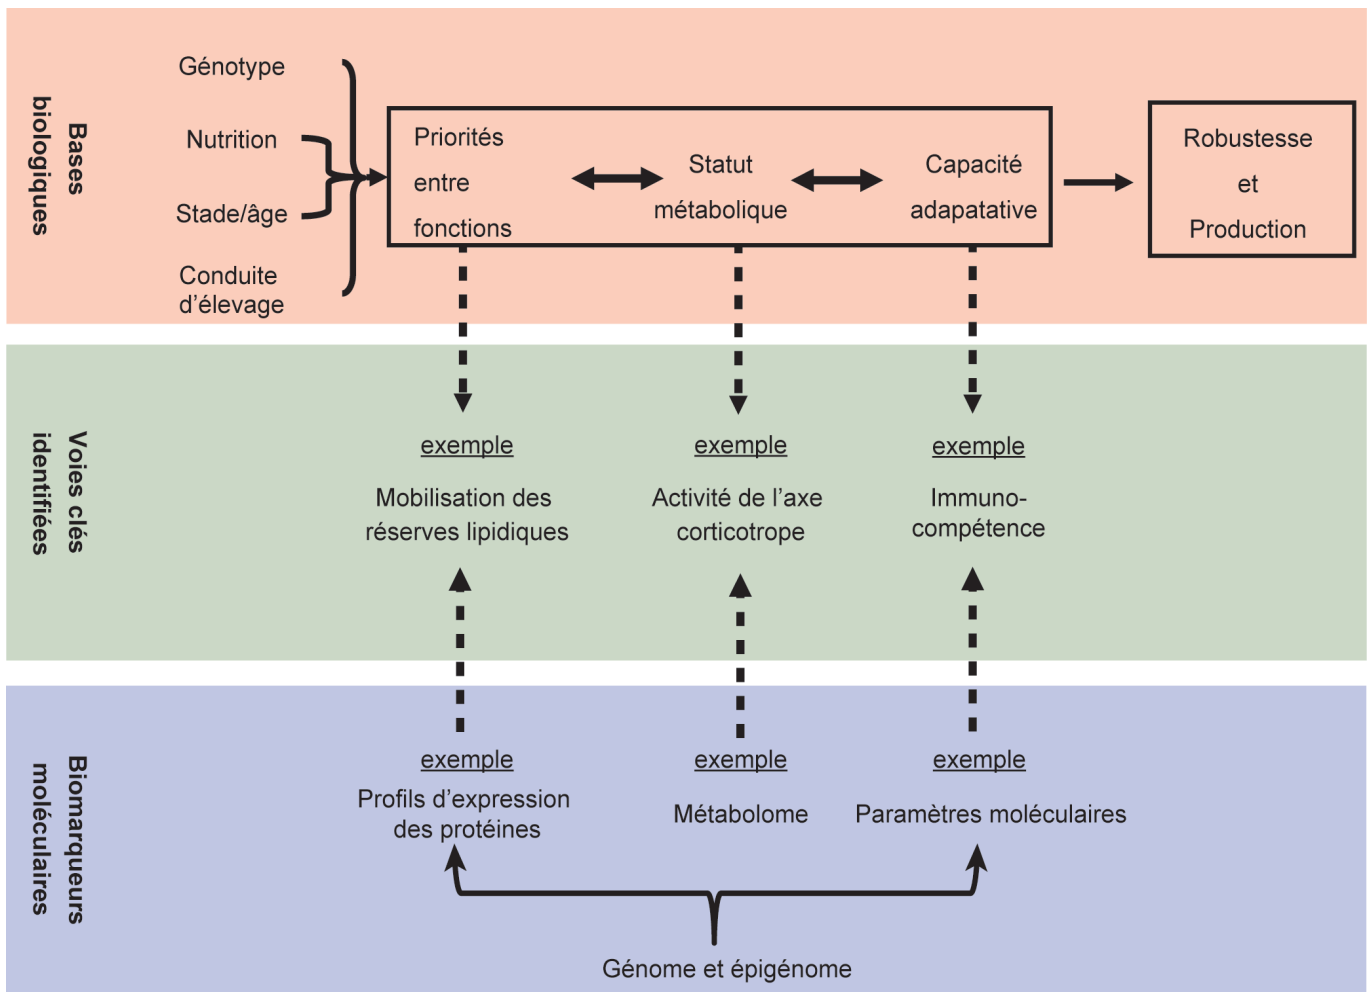 Bases
biologiques
Génotype
Nutrition
Stade/âge
Conduite
d'élevage
Priorités
entre
fonctions
Statut
métabolique
Capacité
adapatative
Robustesse
et
Production
Voies clés
identifiées
exemple
Mobilisation des
réserves lipidiques
exemple
Activité de l'axe
corticotrope
exemple
Immuno-
compétence
Biomarqueurs
moléculaires
exemple
Profils d'expression
des protéines
exemple
Métabolome
exemple
Paramètres moléculaires
Génome et épigénome